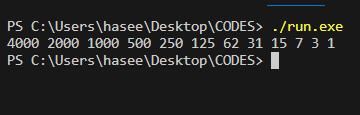 PS C:\Users\hasee\Desktop\CODES> ./run.exe
4000 2000 1000 500 250 125 62 31 15 7 3 1
PS C:\Users\hasee\Desktop\CODES>